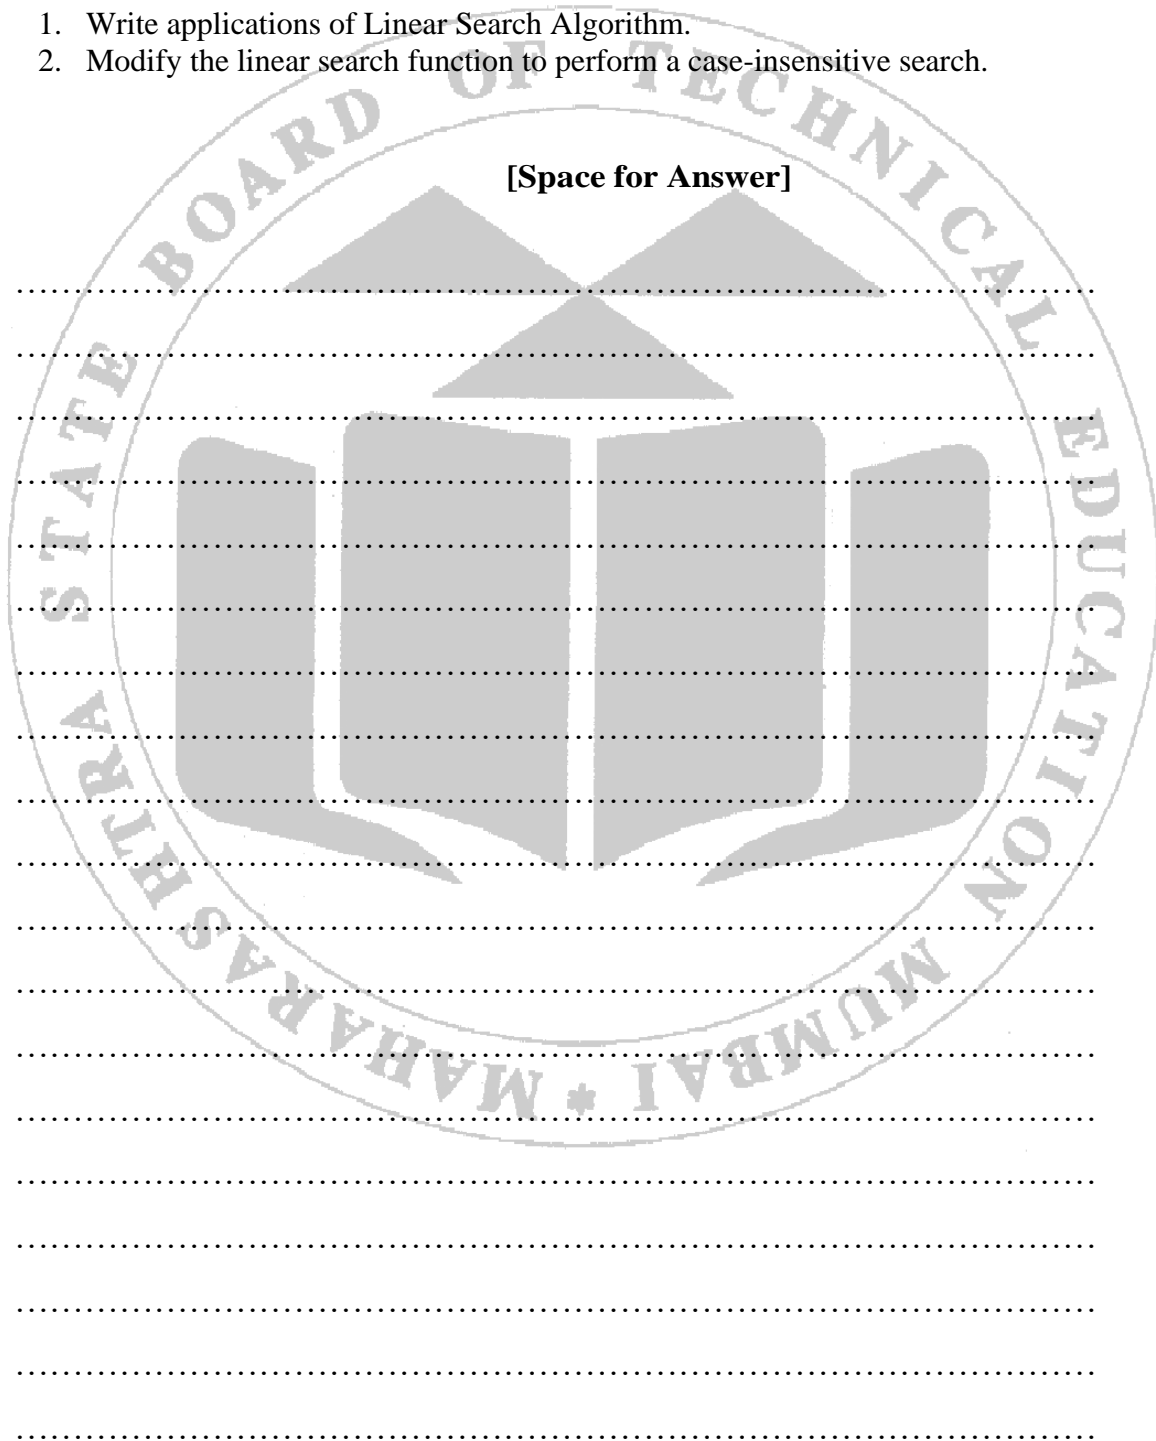 1. Write applications of Linear Search Algorithm.
2. Modify the linear search function to perform a case-insensitive search.
[Space for Answer]
MAHARASHTRA STATE BOARD OF TECHNICAL EDUCATION MUMBAI *